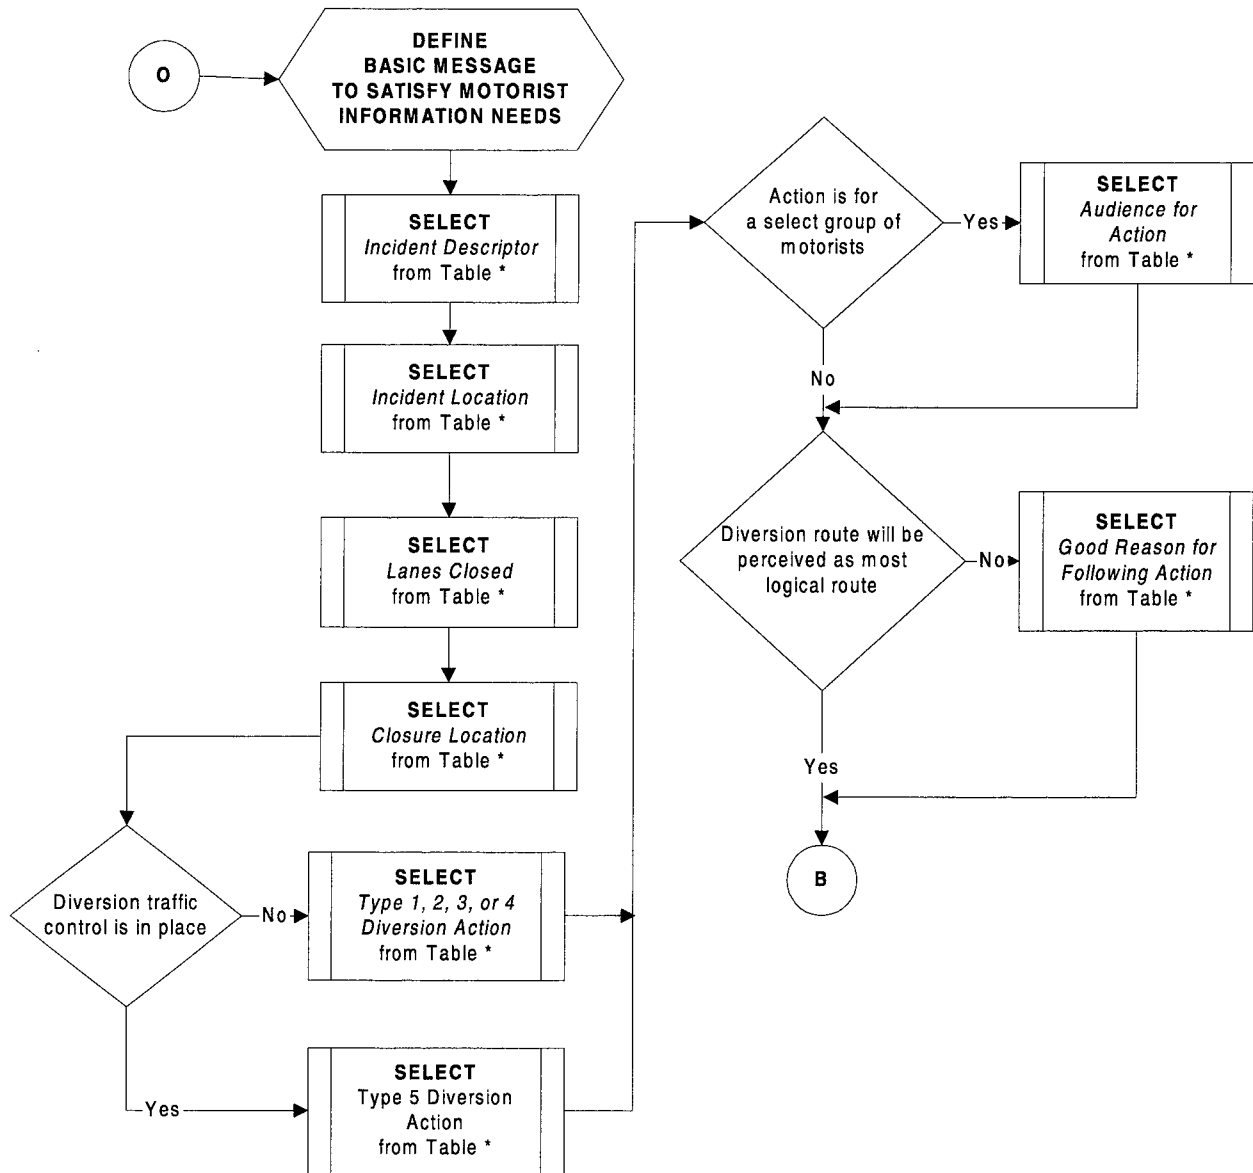 O
DEFINE
BASIC MESSAGE
TO SATISFY MOTORIST
INFORMATION NEEDS
SELECT
Incident Descriptor
from Table *
SELECT
Incident Location
from Table *
SELECT
Lanes Closed
from Table *
SELECT
Closure Location
from Table *
Diversion traffic
control is in place
No
SELECT
Type 1, 2, 3, or 4
Diversion Action
from Table *
Yes
SELECT
Type 5 Diversion
Action
from Table *
Action is for
a select group of
motorists
Yes
SELECT
Audience for
Action
from Table *
No
Diversion route will be
perceived as most
logical route
No
SELECT
Good Reason for
Following Action
from Table *
Yes
B